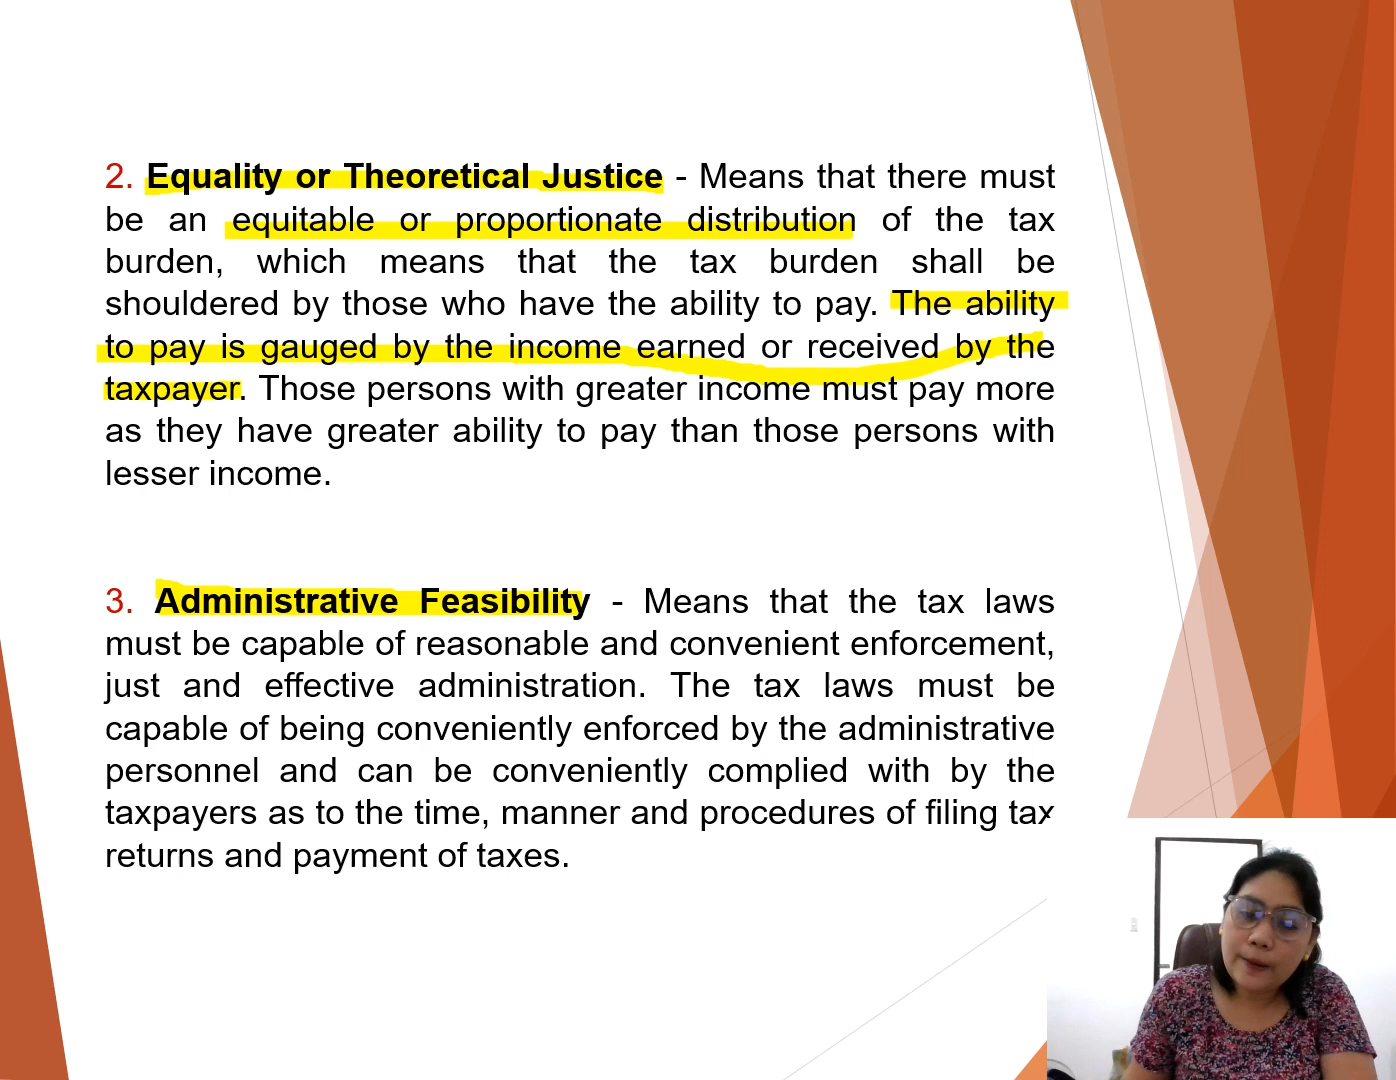 2. Equality or Theoretical Justice - Means that there must
be an equitable or proportionate distribution of the tax
burden, which means that the tax burden shall be
shouldered by those who have the ability to pay. The ability
to pay is gauged by the income earned or received by the
taxpayer. Those persons with greater income must pay more
as they have greater ability to pay than those persons with
lesser income.
3. Administrative Feasibility - Means that the tax laws
must be capable of reasonable and convenient enforcement,
just and effective administration. The tax laws must be
capable of being conveniently enforced by the administrative
personnel and can be conveniently complied with by the
taxpayers as to the time, manner and procedures of filing tax
returns and payment of taxes.